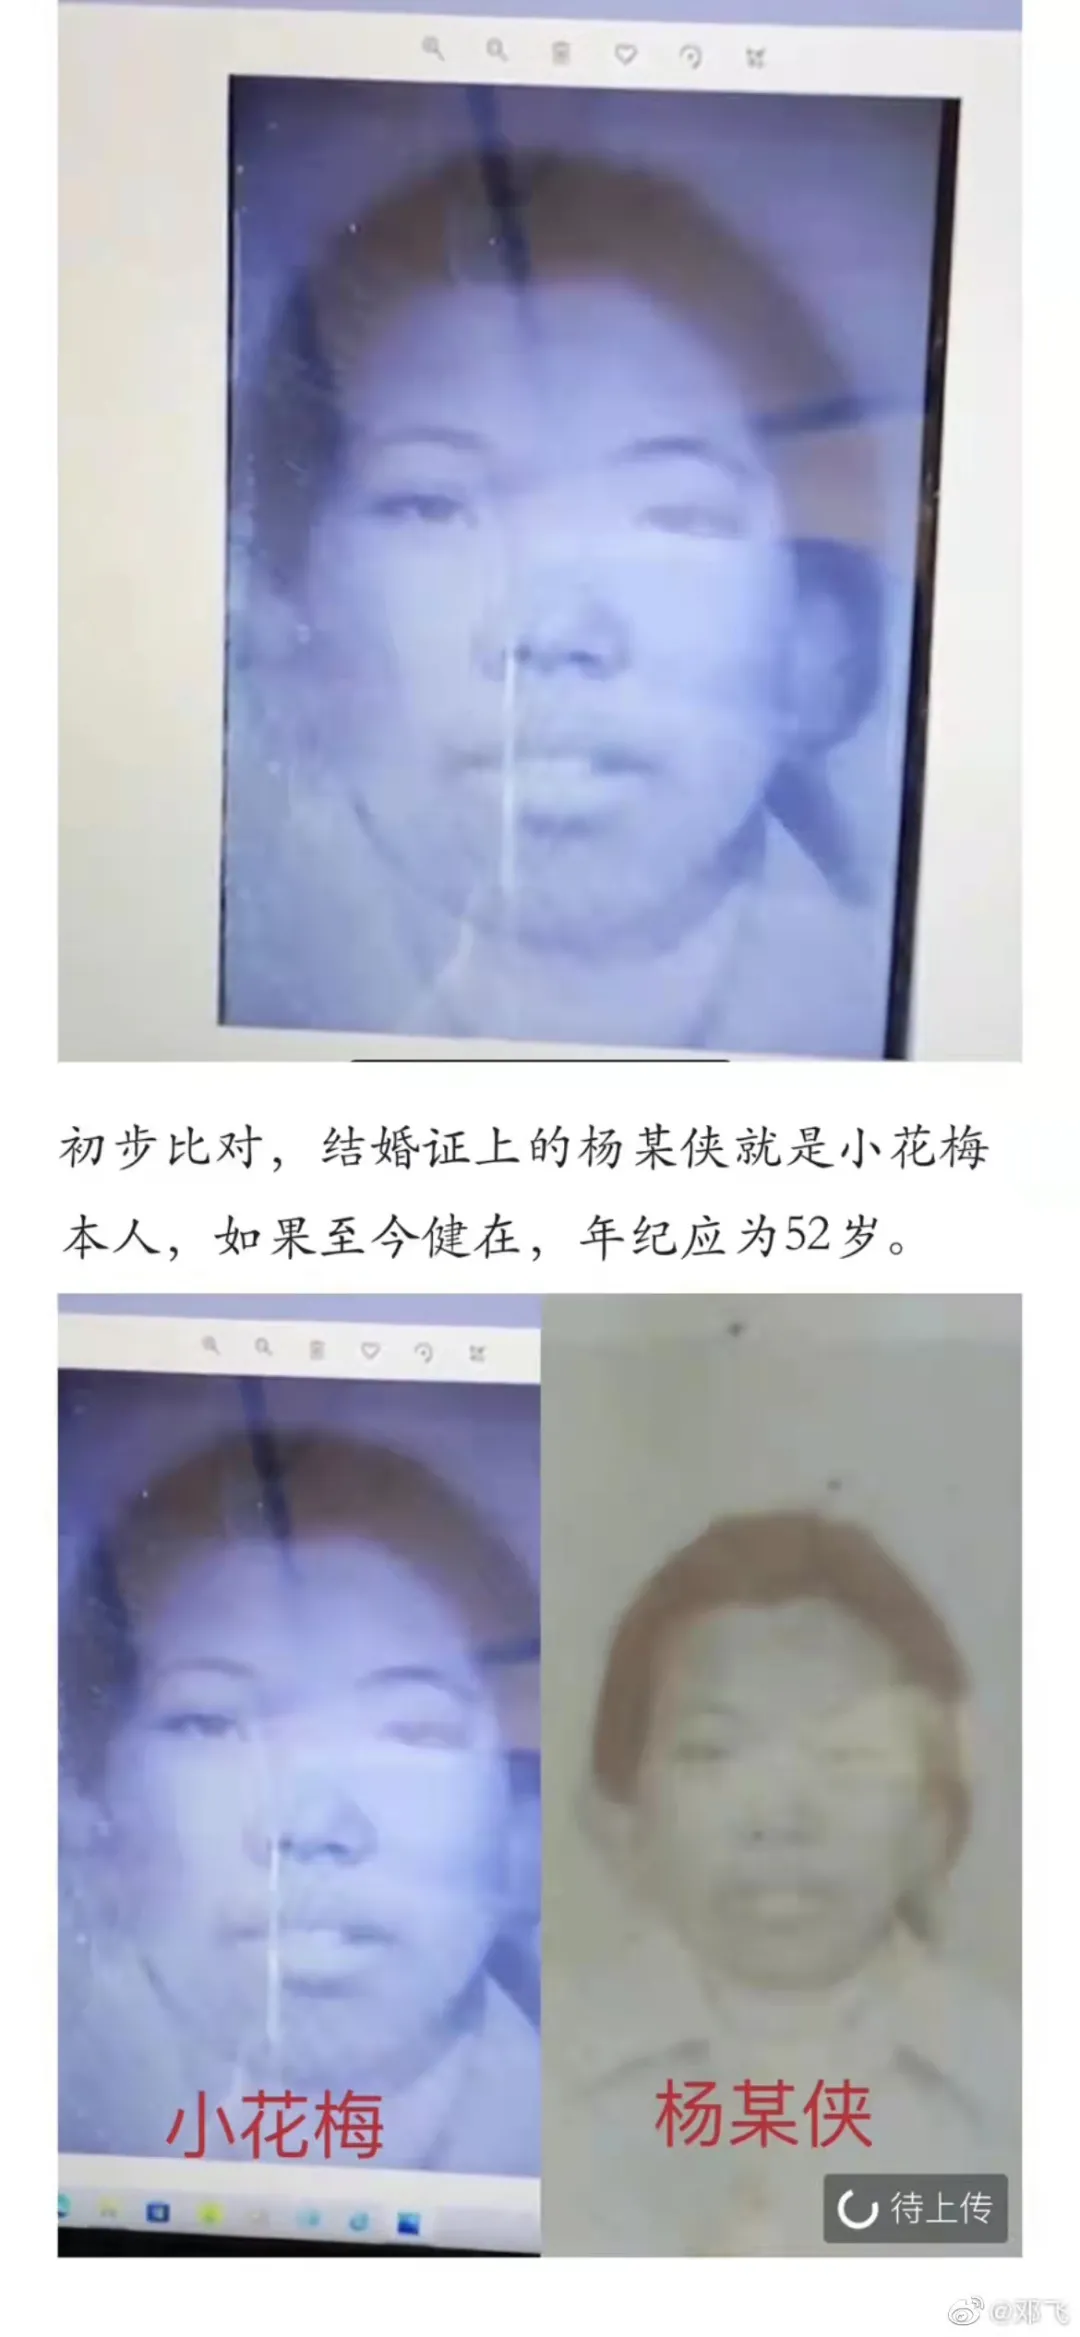 初步比对，结婚证上的杨某侠就是小花梅
本人，如果至今健在，年纪应为52岁。
小花梅
杨某侠
待上传
@邓飞